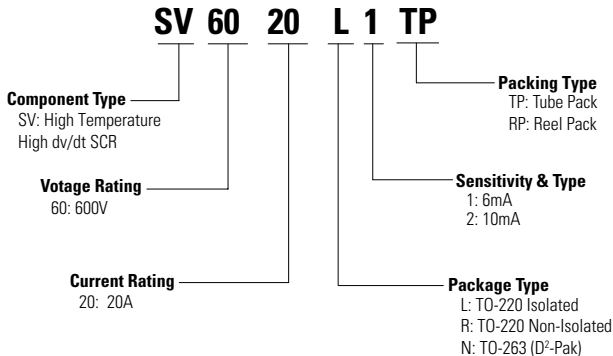 SV 60 20 L 1 TP
Component Type
SV: High Temperature
High dv/dt SCR
Votage Rating
60: 600V
Current Rating
20: 20A
Packing Type
TP: Tube Pack
RP: Reel Pack
Sensitivity & Type
1: 6mA
2: 10mA
Package Type
L: TO-220 Isolated
R: TO-220 Non-Isolated
N: TO-263 (D²-Pak)